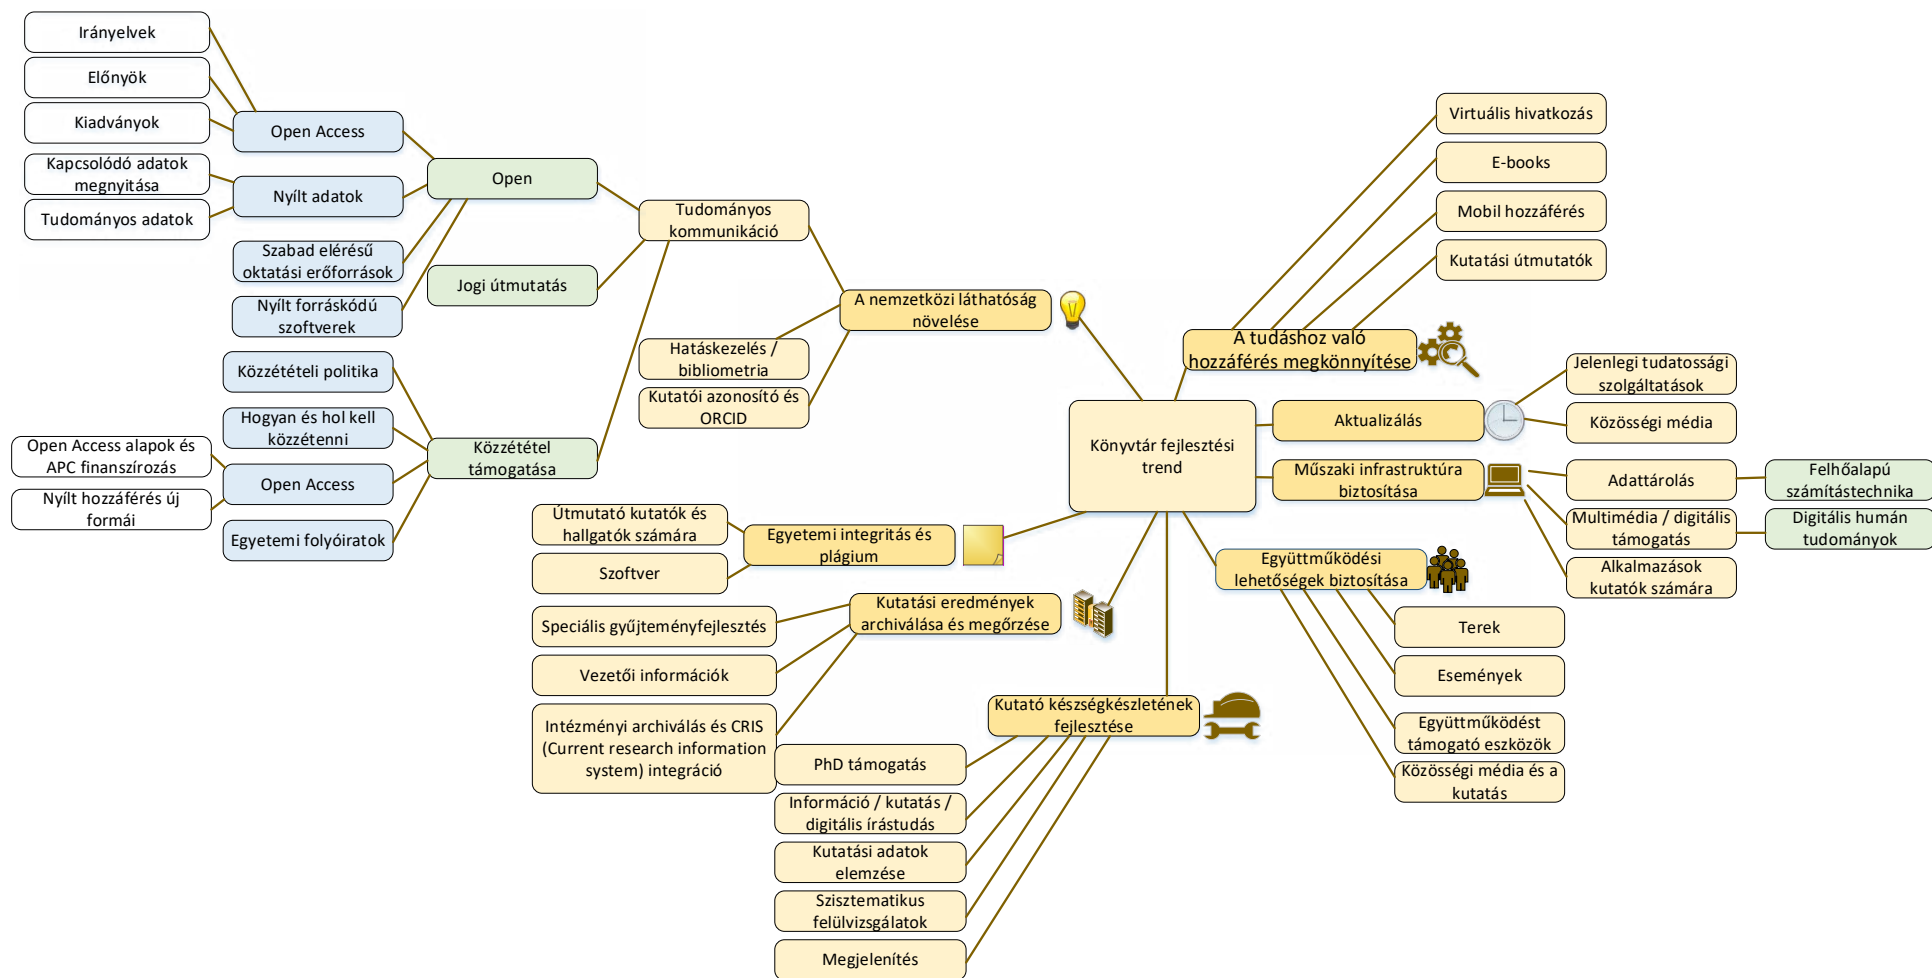 Irányelvek
Előnyök
Kiadványok
Kapcsolódó adatok
megnyitása
Tudományos adatok
Open Access
Nyílt adatok
Szabad elérésű
oktatási erőforrások
Nyílt forráskódú
szoftverek
Open
Jogi útmutatás
Közzétételi politika
Hogyan és hol kell
közzétenni
Open Access alapok és
APC finanszírozás
Nyílt hozzáférés új
formái
Open Access
Egyetemi folyóiratok
Közzététel
támogatása
Tudományos
kommunikáció
Hatáskezelés /
bibliometria
Kutatói azonosító és
ORCID
A nemzetközi láthatóság
növelése
Útmutató kutatók és
hallgatók számára
Szoftver
Egyetemi integritás és
plágium
Speciális gyűjteményfejlesztés
Vezetői információk
Intézményi archiválás és CRIS
(Current research information
system) integráció
Kutatási eredmények
archiválása és megőrzése
PhD támogatás
Információ / kutatás /
digitális írástudás
Kutatási adatok
elemzése
Szisztematikus
felülvizsgálatok
Megjelenítés
Kutató készségkészletének
fejlesztése
Könyvtár fejlesztési
trend
Virtuális hivatkozás
E-books
Mobil hozzáférés
Kutatási útmutatók
A tudáshoz való
hozzáférés megkönnyítése
Aktualizálás
Jelenlegi tudatossági
szolgáltatások
Közösségi média
Műszaki infrastruktúra
biztosítása
Adattárolás
Felhőalapú
számítástechnika
Multimédia / digitális
támogatás
Digitális humán
tudományok
Alkalmazások
kutatók számára
Együttműködési
lehetőségek biztosítása
Terek
Események
Együttműködést
támogató eszközök
Közösségi média és a
kutatás